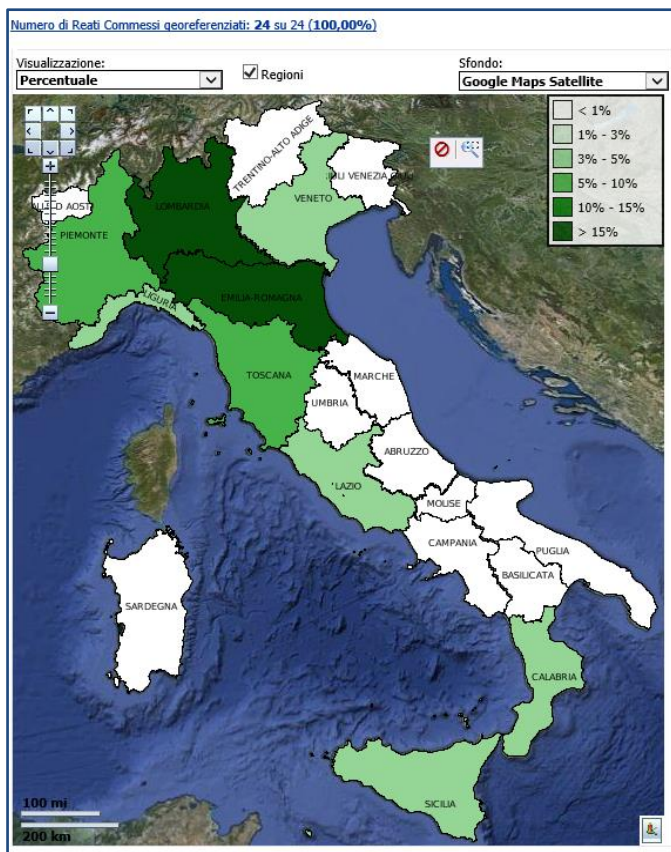 Numero di Reati Commessi georeferenziati: 24 su 24 (100,00%)
Visualizzazione:
Percentuale
Regioni
Sfondo:
Google Maps Satellite
< 1%
1% - 3%
3% - 5%
5% - 10%
10% - 15%
> 15%
TRENTINO-ALTO ADIGE
VENEZIA
LOMBARDIA
VENETO
PIEMONTE
LIGURIA
EMILIA-ROMAGNA
TOSCANA
MARCHE
UMBRIA
ABRUZZO
LAZIO
MOLISE
CAMPANIA
PUGLIA
BASILICATA
SARDEGNA
CALABRIA
SICILIA
100 mi
200 km